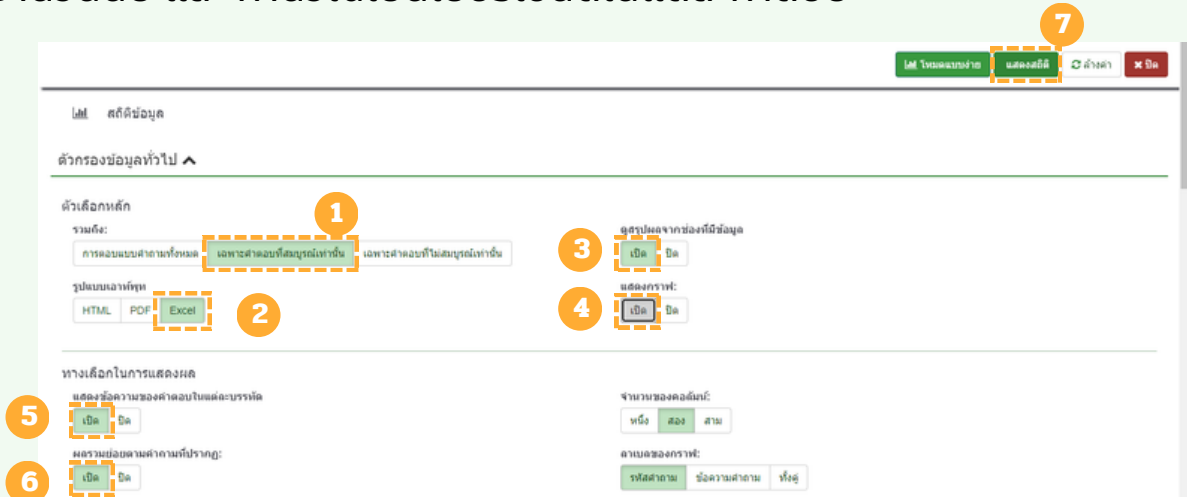 7
โหมดแบบง่าย แสดงสถิติ ล้างค่า ปิด
สถิติข้อมูล
ตัวกรองข้อมูลทั่วไป
ตัวเลือกหลัก
1
รวมถึง:
การตอบแบบสอบถามทั้งหมด เฉพาะคำตอบที่สมบูรณ์เท่านั้น เฉพาะคำตอบที่ไม่สมบูรณ์เท่านั้น
ดูสรุปผลจากช่องที่มีข้อมูล
3
เปิด ปิด
รูปแบบเอาท์พุท
HTML PDF Excel
2
แสดงกราฟ:
4
เปิด ปิด
ทางเลือกในการแสดงผล
แสดงข้อความของคำตอบในแต่ละบรรทัด
5
เปิด ปิด
จำนวนของคอลัมน์:
หนึ่ง สอง สาม
ผลรวมย่อยตามคำถามที่ปรากฏ:
6
เปิด ปิด
ลาเบลของกราฟ:
รหัสคำถาม ข้อความคำถาม ทั้งคู่